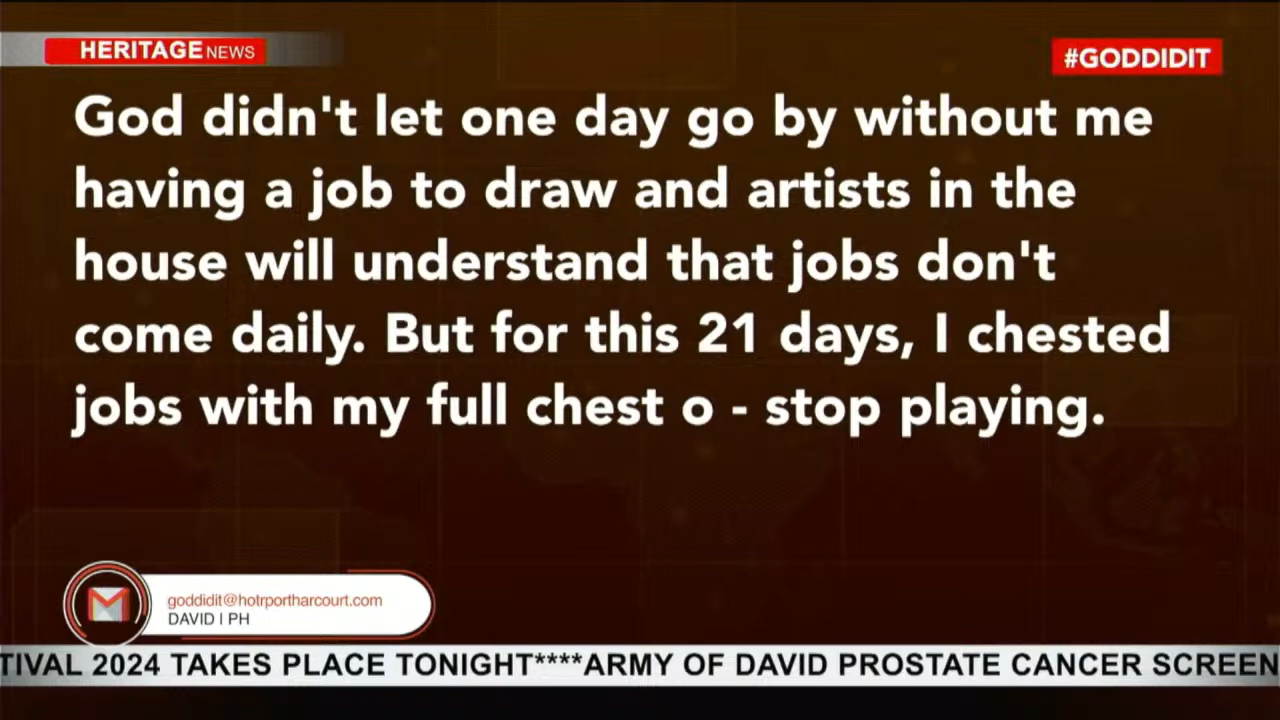 HERITAGE NEWS
#GODDIDIT
God didn't let one day go by without me
having a job to draw and artists in the
house will understand that jobs don't
come daily. But for this 21 days, I chested
jobs with my full chest o - stop playing.
goddidit@hotrportharcourt.com
DAVID | PH
TIVAL 2024 TAKES PLACE TONIGHT****ARMY OF DAVID PROSTATE CANCER SCREEN